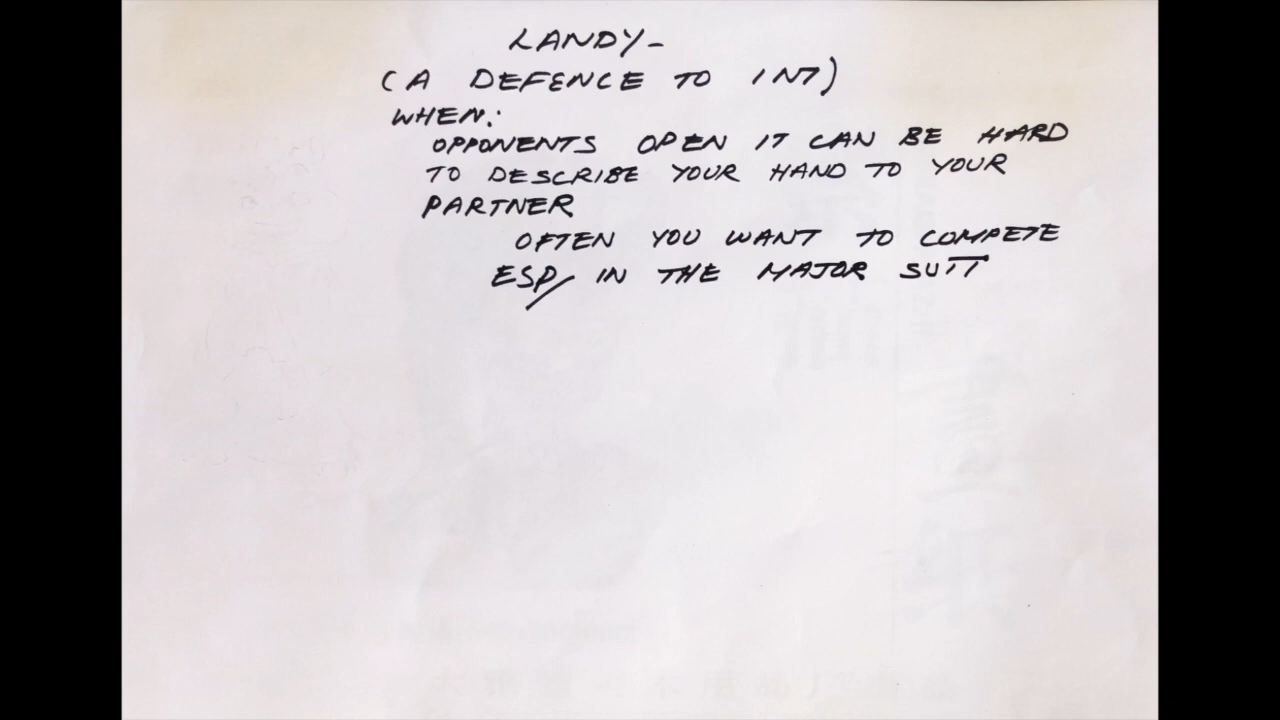 LANDY-
(A DEFENCE TO 1NT)
WHEN:
OPPONENTS OPEN IT CAN BE HARD
TO DESCRIBE YOUR HAND TO YOUR
PARTNER
OFTEN YOU WANT TO COMPETE
ESP/ IN THE MAJOR SUIT